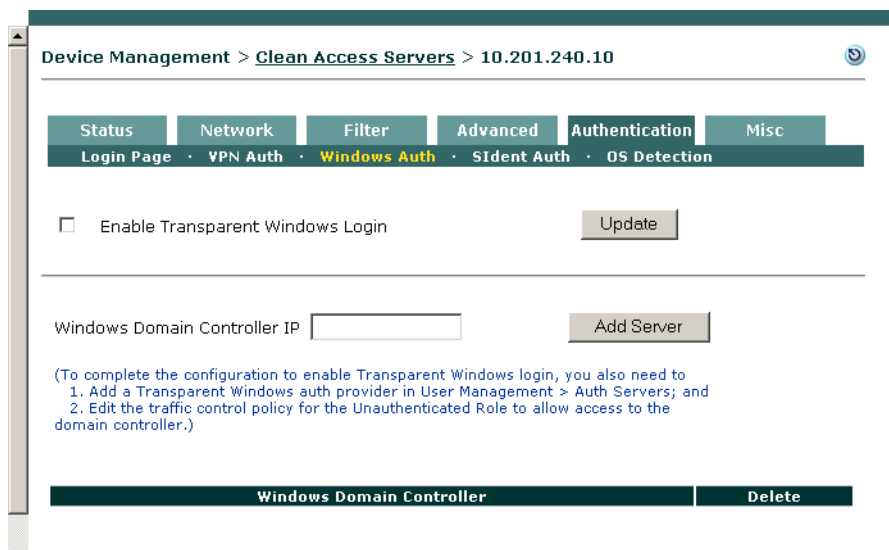 Device Management > Clean Access Servers > 10.201.240.10
Status Network Filter Advanced Authentication Misc
Login Page · VPN Auth · Windows Auth · SIdent Auth · OS Detection
Enable Transparent Windows Login Update
Windows Domain Controller IP Add Server
(To complete the configuration to enable Transparent Windows login, you also need to
1. Add a Transparent Windows auth provider in User Management > Auth Servers; and
2. Edit the traffic control policy for the Unauthenticated Role to allow access to the
domain controller.)
Windows Domain Controller Delete